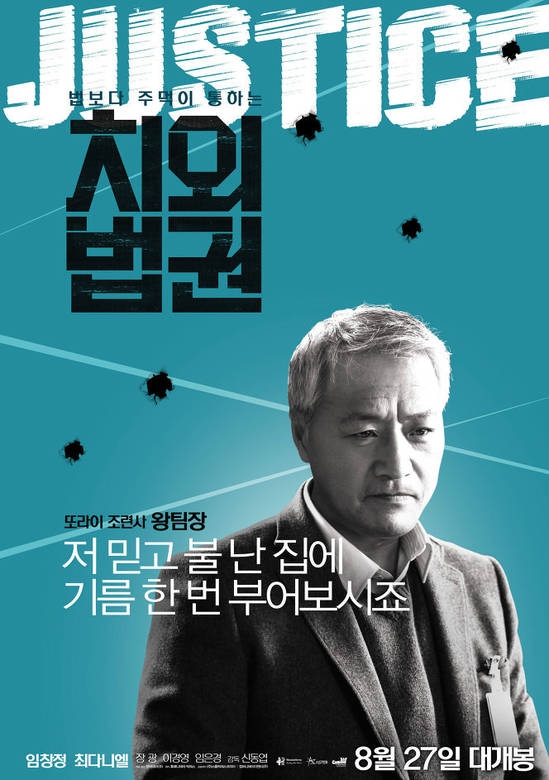 JUSTICE
법보다 주먹이 통하는
치외
법권
또라이 조련사 왕팀장
저 믿고 불 난 집에
기름 한 번 부어보시죠
임창정 최다니엘 장 광 이경영 임은경 감독 신동엽
8월 27일 대개봉